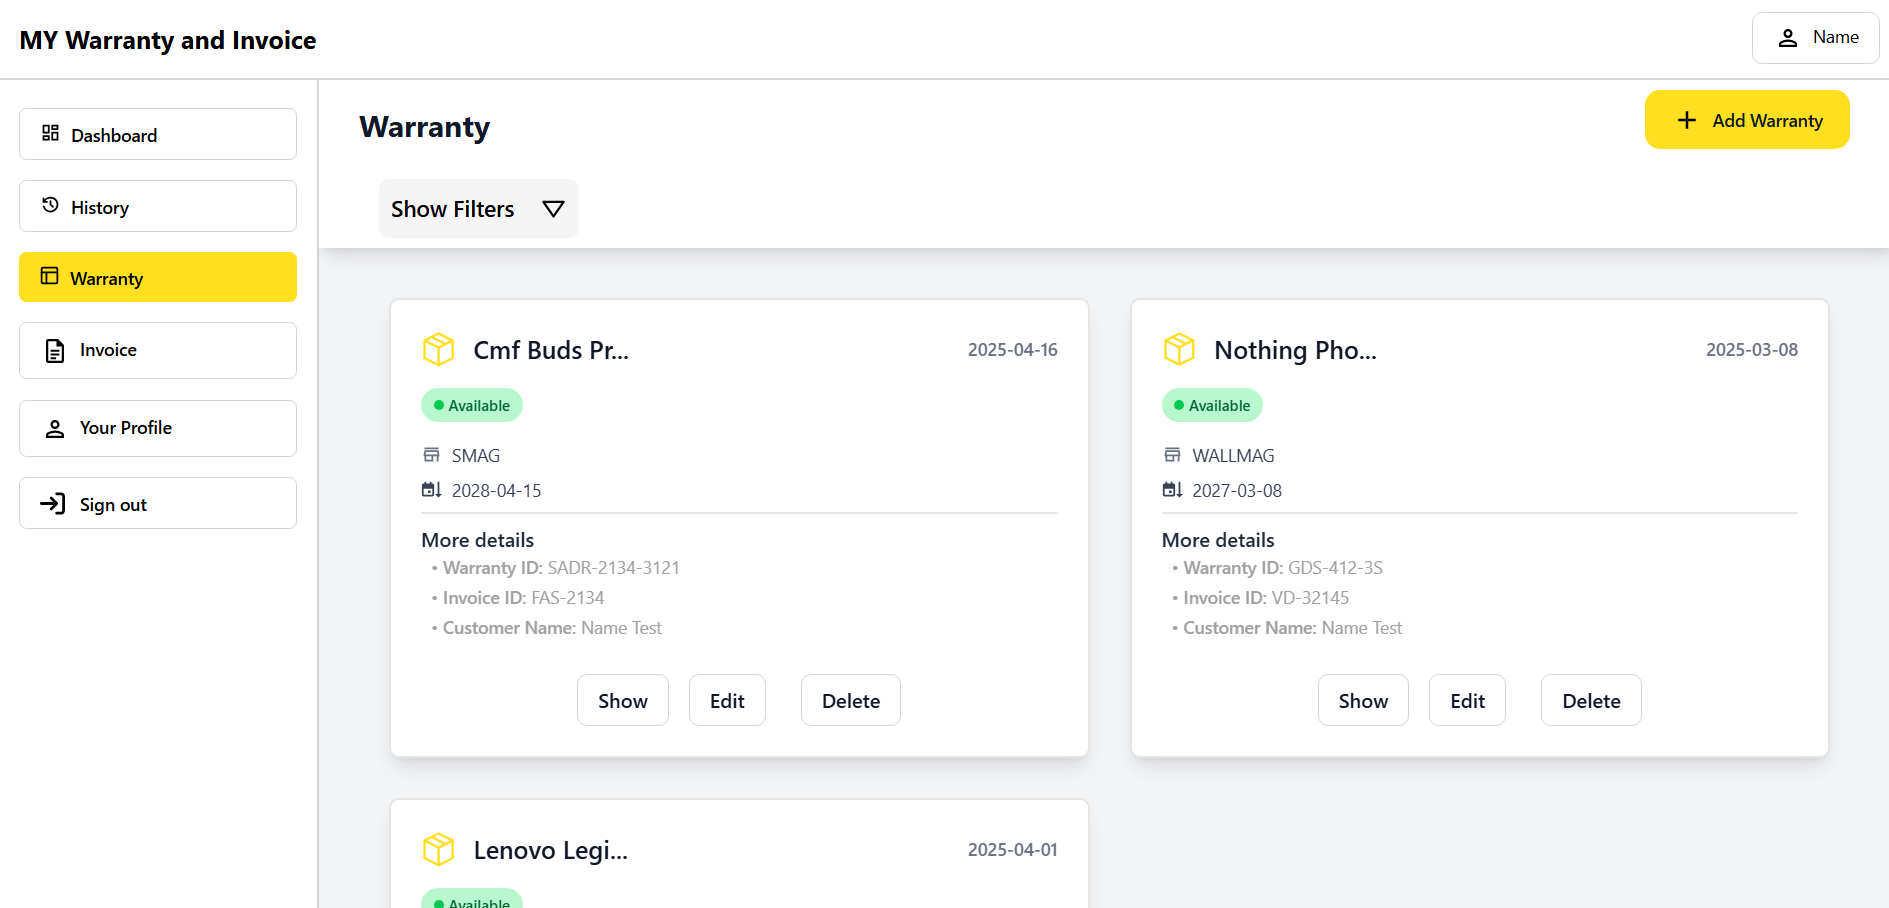 MY Warranty and Invoice
Name
Dashboard
History
Warranty
Invoice
Your Profile
Sign out
Warranty
Add Warranty
Show Filters
Cmf Buds Pr...
2025-04-16
Available
SMAG
2028-04-15
More details
• Warranty ID: SADR-2134-3121
• Invoice ID: FAS-2134
• Customer Name: Name Test
Show Edit Delete
Nothing Pho...
2025-03-08
Available
WALLMAG
2027-03-08
More details
• Warranty ID: GDS-412-3S
• Invoice ID: VD-32145
• Customer Name: Name Test
Show Edit Delete
Lenovo Legi...
2025-04-01
Available